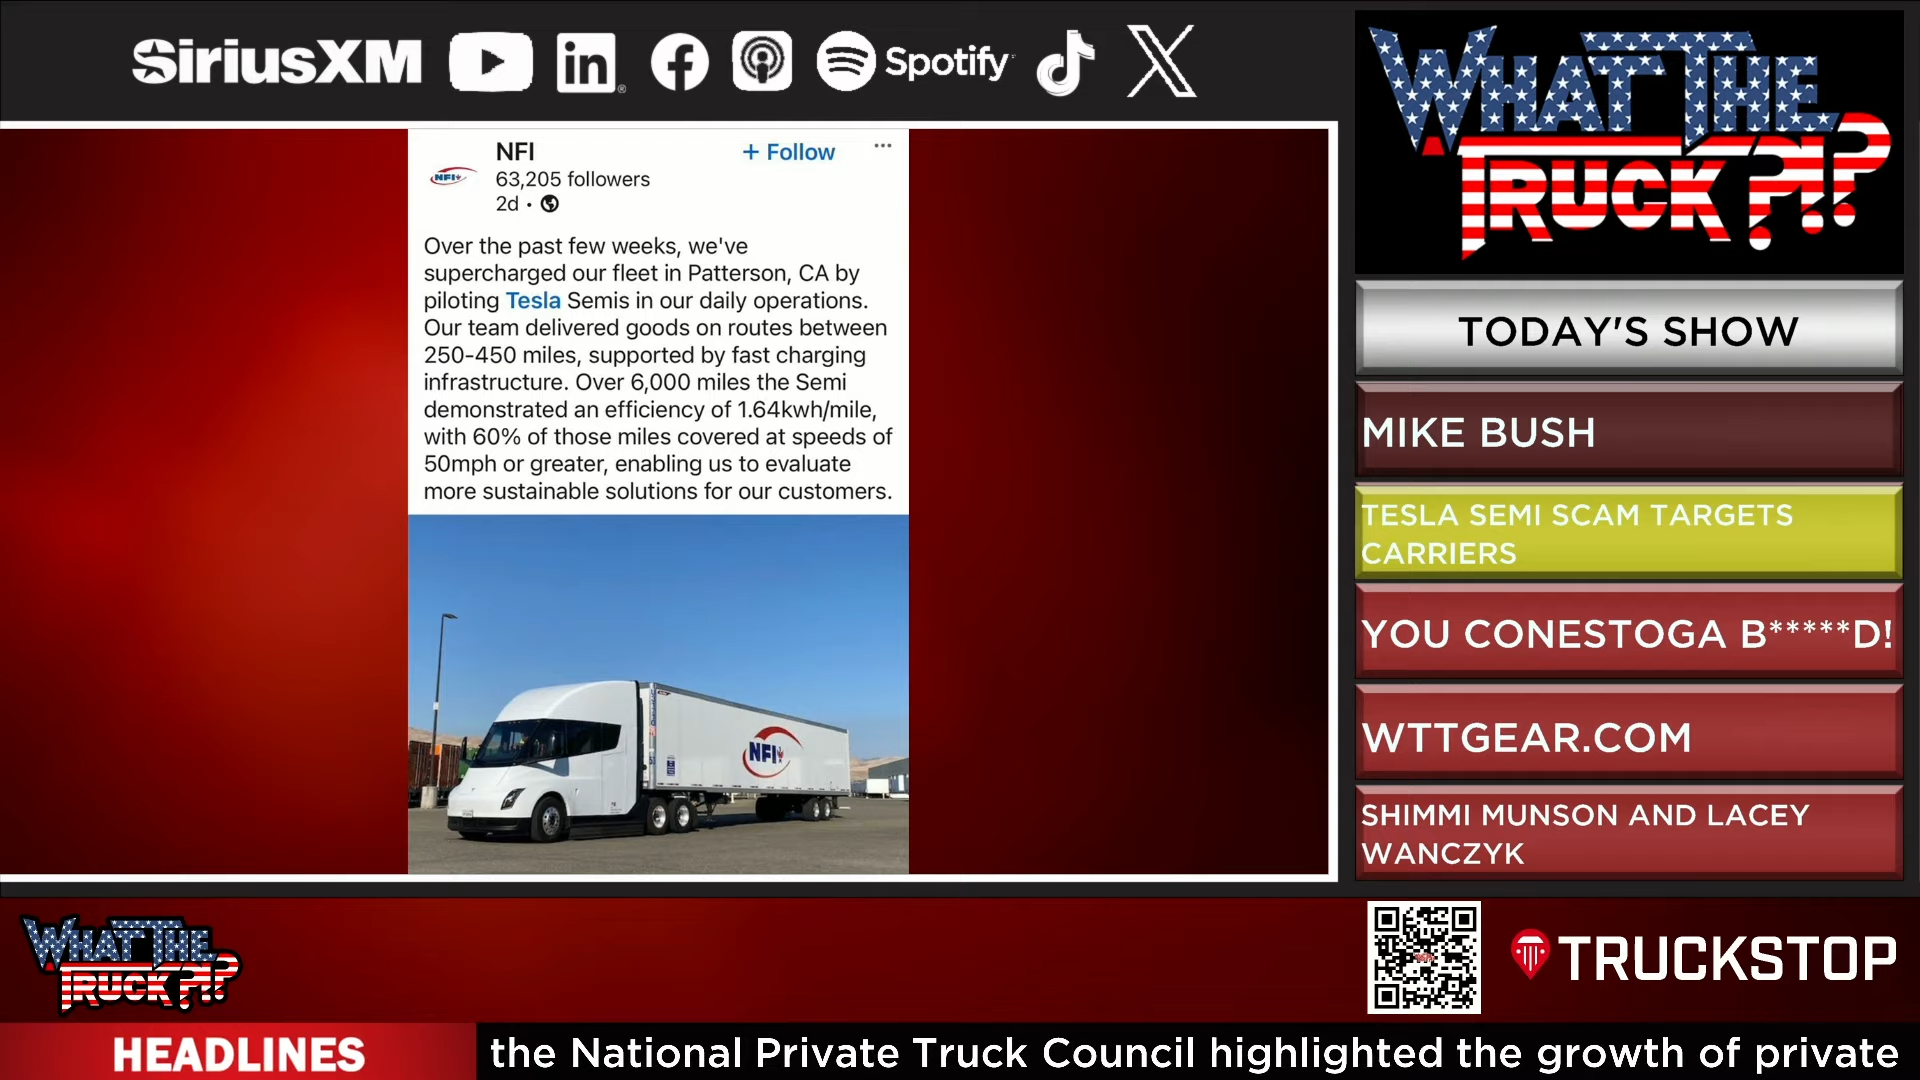 SiriusXM
Spotify
WHAT THE
TRUCK?!?
NFI
+ Follow
63,205 followers
2d •
Over the past few weeks, we've
supercharged our fleet in Patterson, CA by
piloting Tesla Semis in our daily operations.
Our team delivered goods on routes between
250-450 miles, supported by fast charging
infrastructure. Over 6,000 miles the Semi
demonstrated an efficiency of 1.64kwh/mile,
with 60% of those miles covered at speeds of
50mph or greater, enabling us to evaluate
more sustainable solutions for our customers.
NFI
TODAY'S SHOW
MIKE BUSH
TESLA SEMI SCAM TARGETS
CARRIERS
YOU CONESTOGA B*****D!
WTTGEAR.COM
SHIMMI MUNSON AND LACEY
WANCZYK
WHAT THE
TRUCK?!?
TRUCKSTOP
HEADLINES
the National Private Truck Council highlighted the growth of private